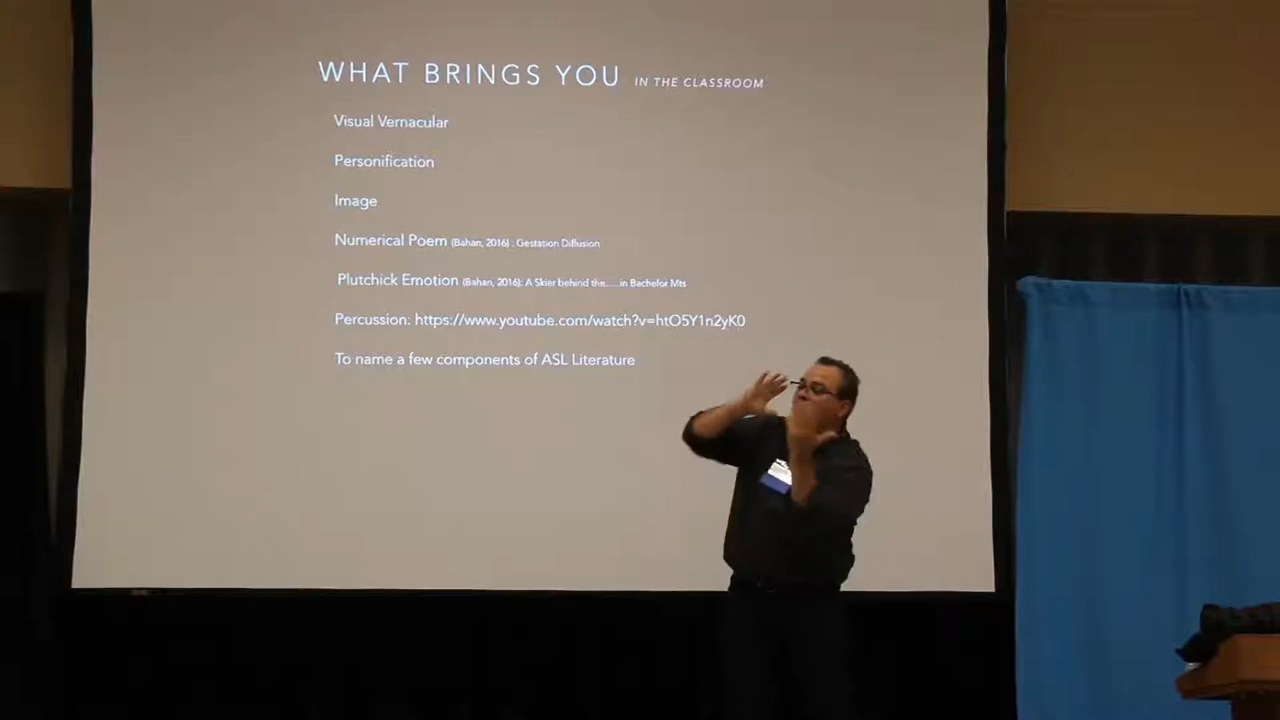 WHAT BRINGS YOU IN THE CLASSROOM
Visual Vernacular
Personification
Image
Numerical Poem (Bahan, 2016) : Gestation Diffusion
Plutchick Emotion (Bahan, 2016): A Skier behind the.....in Bachelor Mts
Percussion: https://www.youtube.com/watch?v=htO5Y1n2yK0
To name a few components of ASL Literature